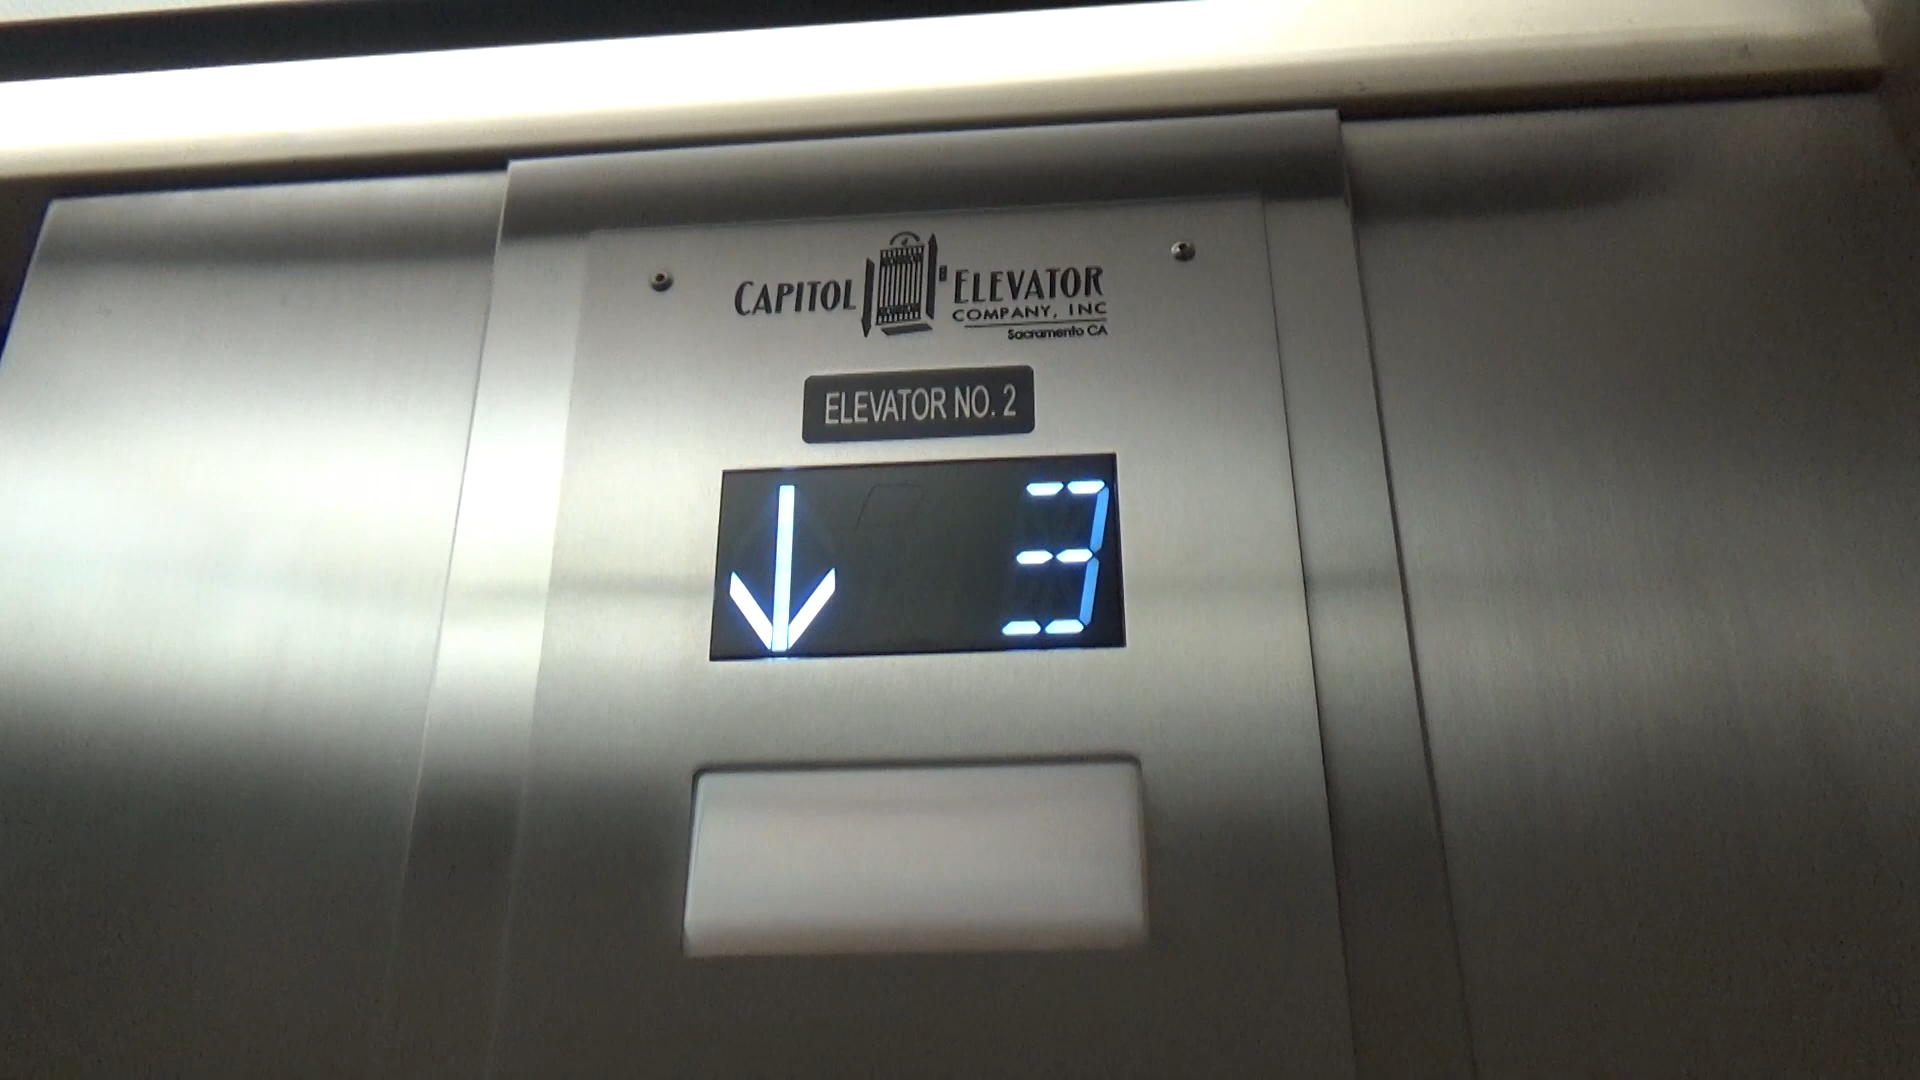 CAPITOL ELEVATOR
COMPANY, INC
Sacramento CA
ELEVATOR NO. 2
↓ 3